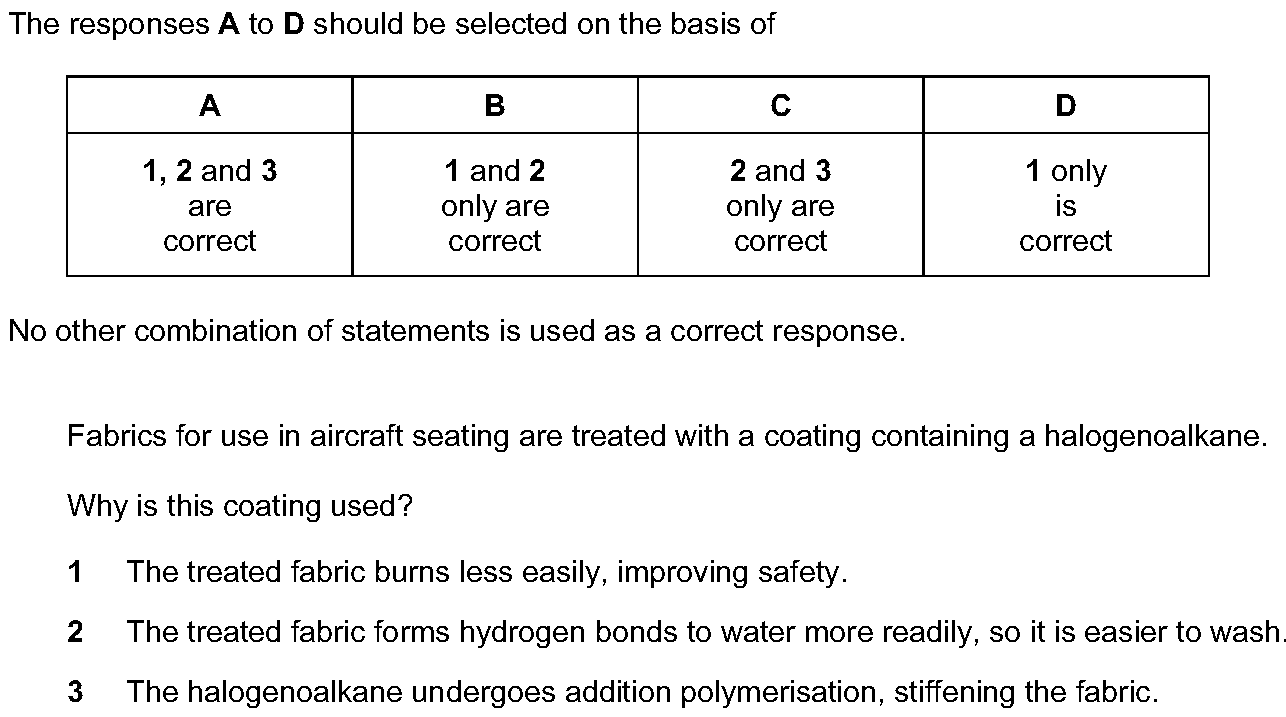 The responses A to D should be selected on the basis of
A B C D
1, 2 and 3 1 and 2 2 and 3 1 only
are only are only are is
correct correct correct correct
No other combination of statements is used as a correct response.
Fabrics for use in aircraft seating are treated with a coating containing a halogenoalkane.
Why is this coating used?
1 The treated fabric burns less easily, improving safety.
2 The treated fabric forms hydrogen bonds to water more readily, so it is easier to wash.
3 The halogenoalkane undergoes addition polymerisation, stiffening the fabric.